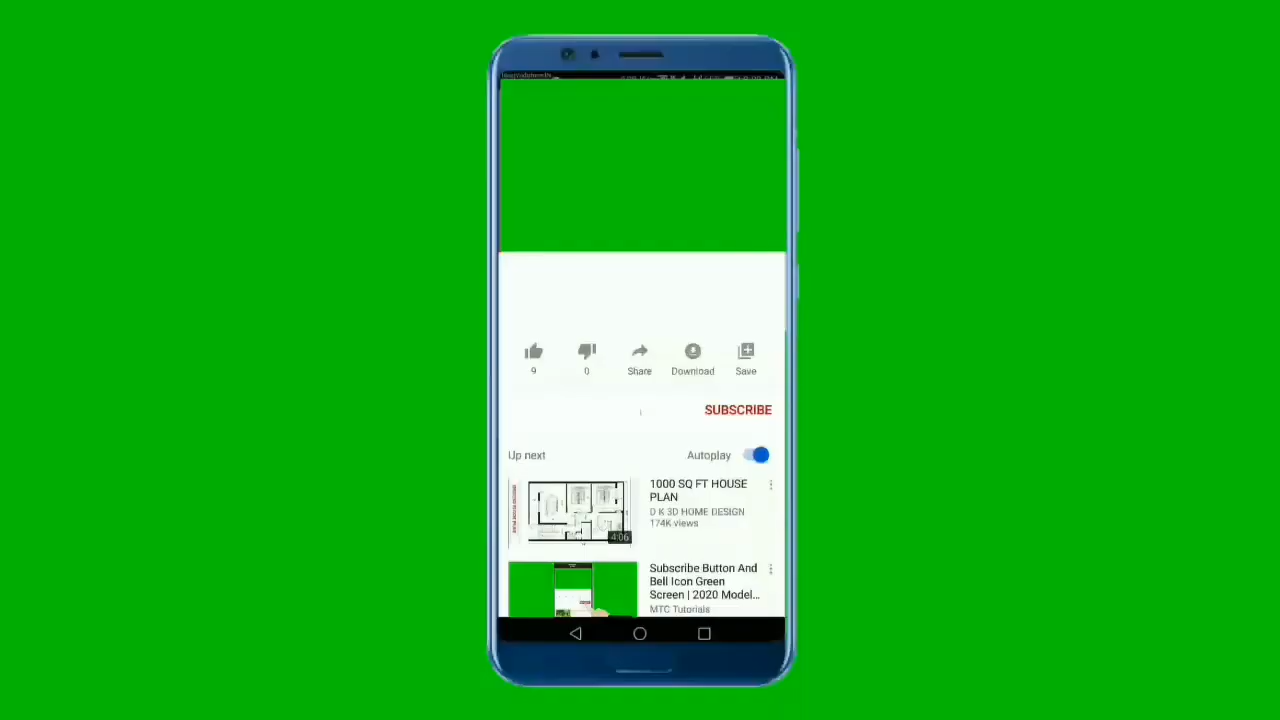 9
0
Share
Download
Save
SUBSCRIBE
Up next
Autoplay
1000 SQ FT HOUSE
PLAN
D K 3D HOME DESIGN
174K views
4:06
Subscribe Button And
Bell Icon Green
Screen | 2020 Model...
MTC Tutorials